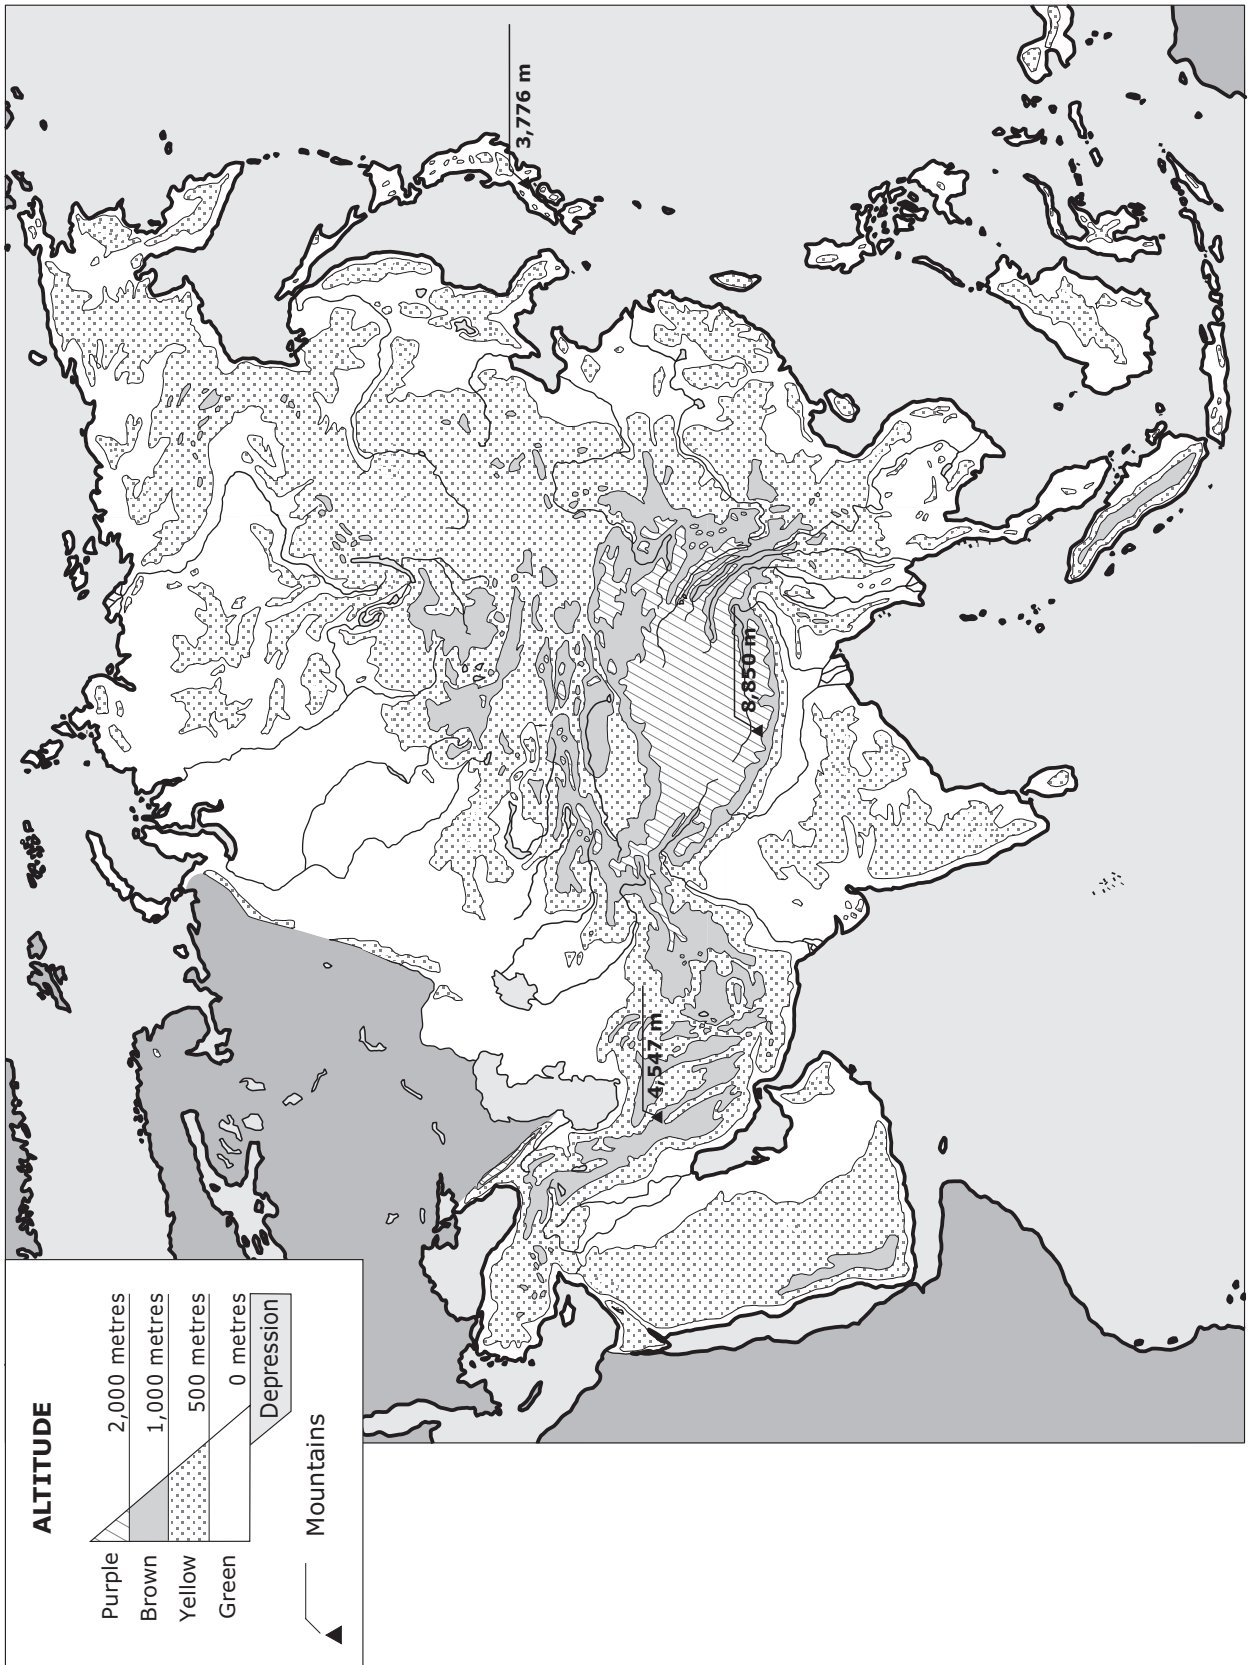 ALTITUDE
Purple 2,000 metres
Brown 1,000 metres
Yellow 500 metres
Green 0 metres
Depression
Mountains
4,547 m
8,850 m
3,776 m